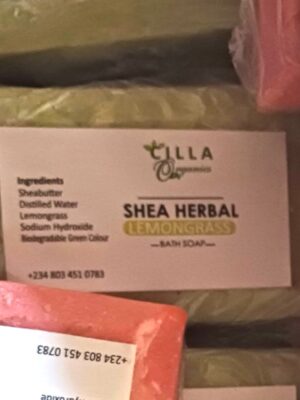 CILLA
Organics
Ingredients
Sheabutter
Distilled Water
Lemongrass
Sodium Hydroxide
Biodegradable Green Colour
SHEA HERBAL
LEMONGRASS
BATH SOAP
+234 803 451 0783
+234 803 451 0783